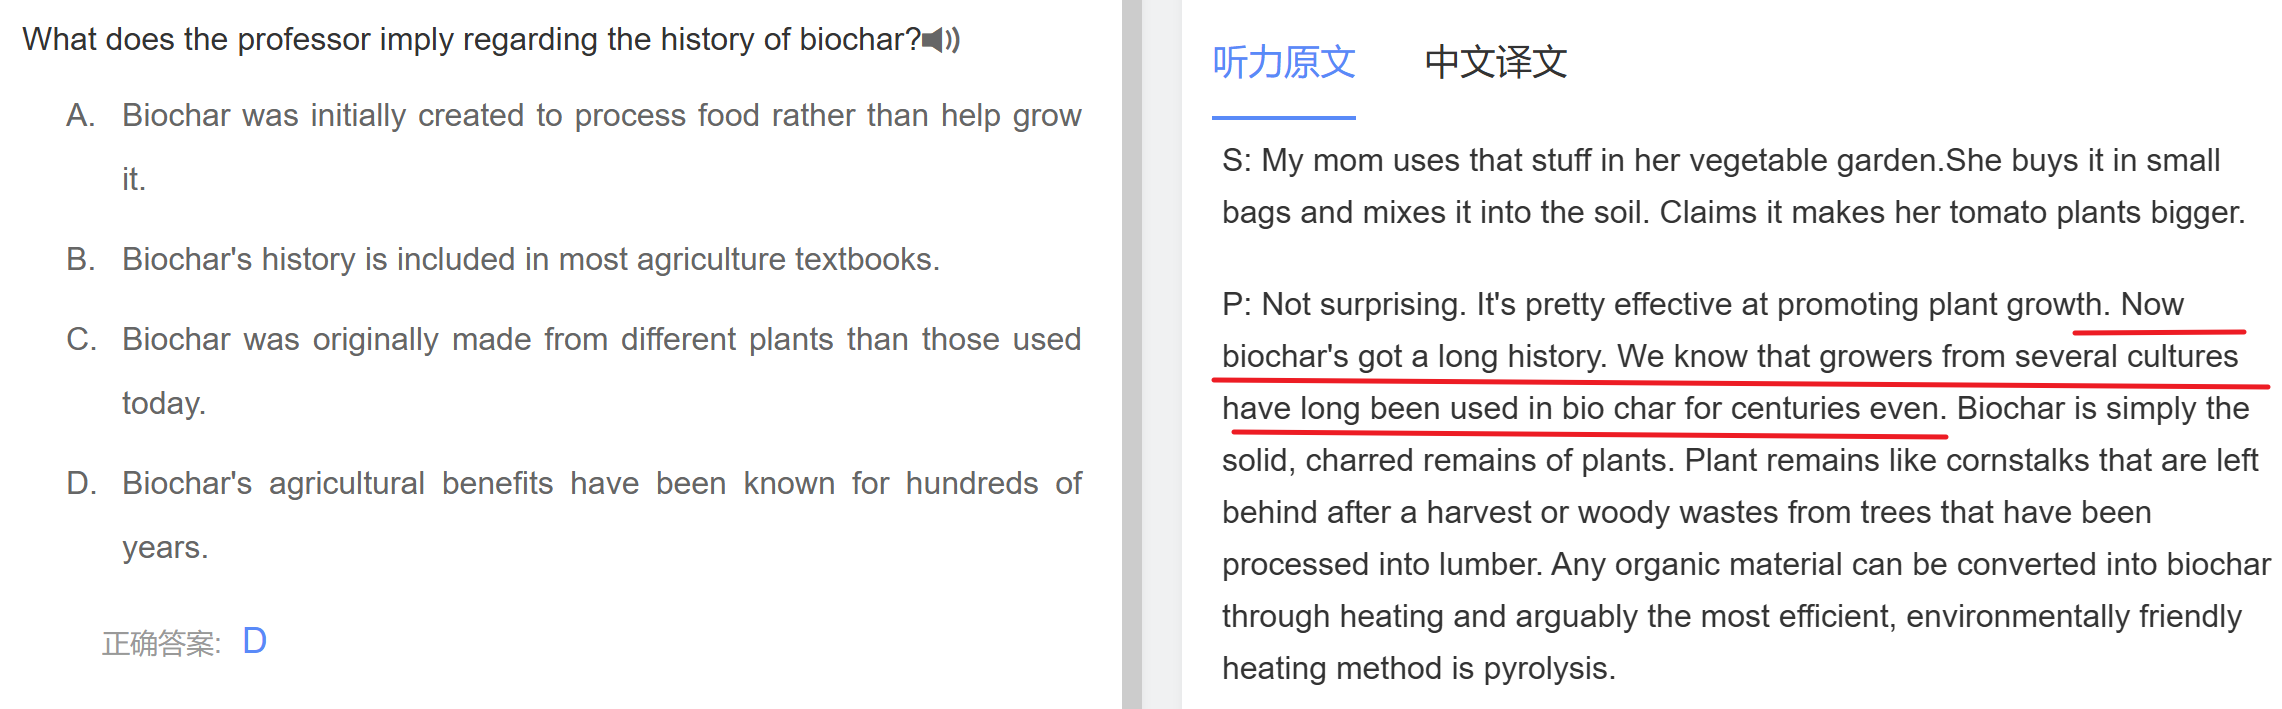 What does the professor imply regarding the history of biochar?
A. Biochar was initially created to process food rather than help grow
it.
B. Biochar's history is included in most agriculture textbooks.
C. Biochar was originally made from different plants than those used
today.
D. Biochar's agricultural benefits have been known for hundreds of
years.
正确答案: D
听力原文 中文译文
S: My mom uses that stuff in her vegetable garden.She buys it in small
bags and mixes it into the soil. Claims it makes her tomato plants bigger.
P: Not surprising. It's pretty effective at promoting plant growth. Now
biochar's got a long history. We know that growers from several cultures
have long been used in bio char for centuries even. Biochar is simply the
solid, charred remains of plants. Plant remains like cornstalks that are left
behind after a harvest or woody wastes from trees that have been
processed into lumber. Any organic material can be converted into biochar
through heating and arguably the most efficient, environmentally friendly
heating method is pyrolysis.